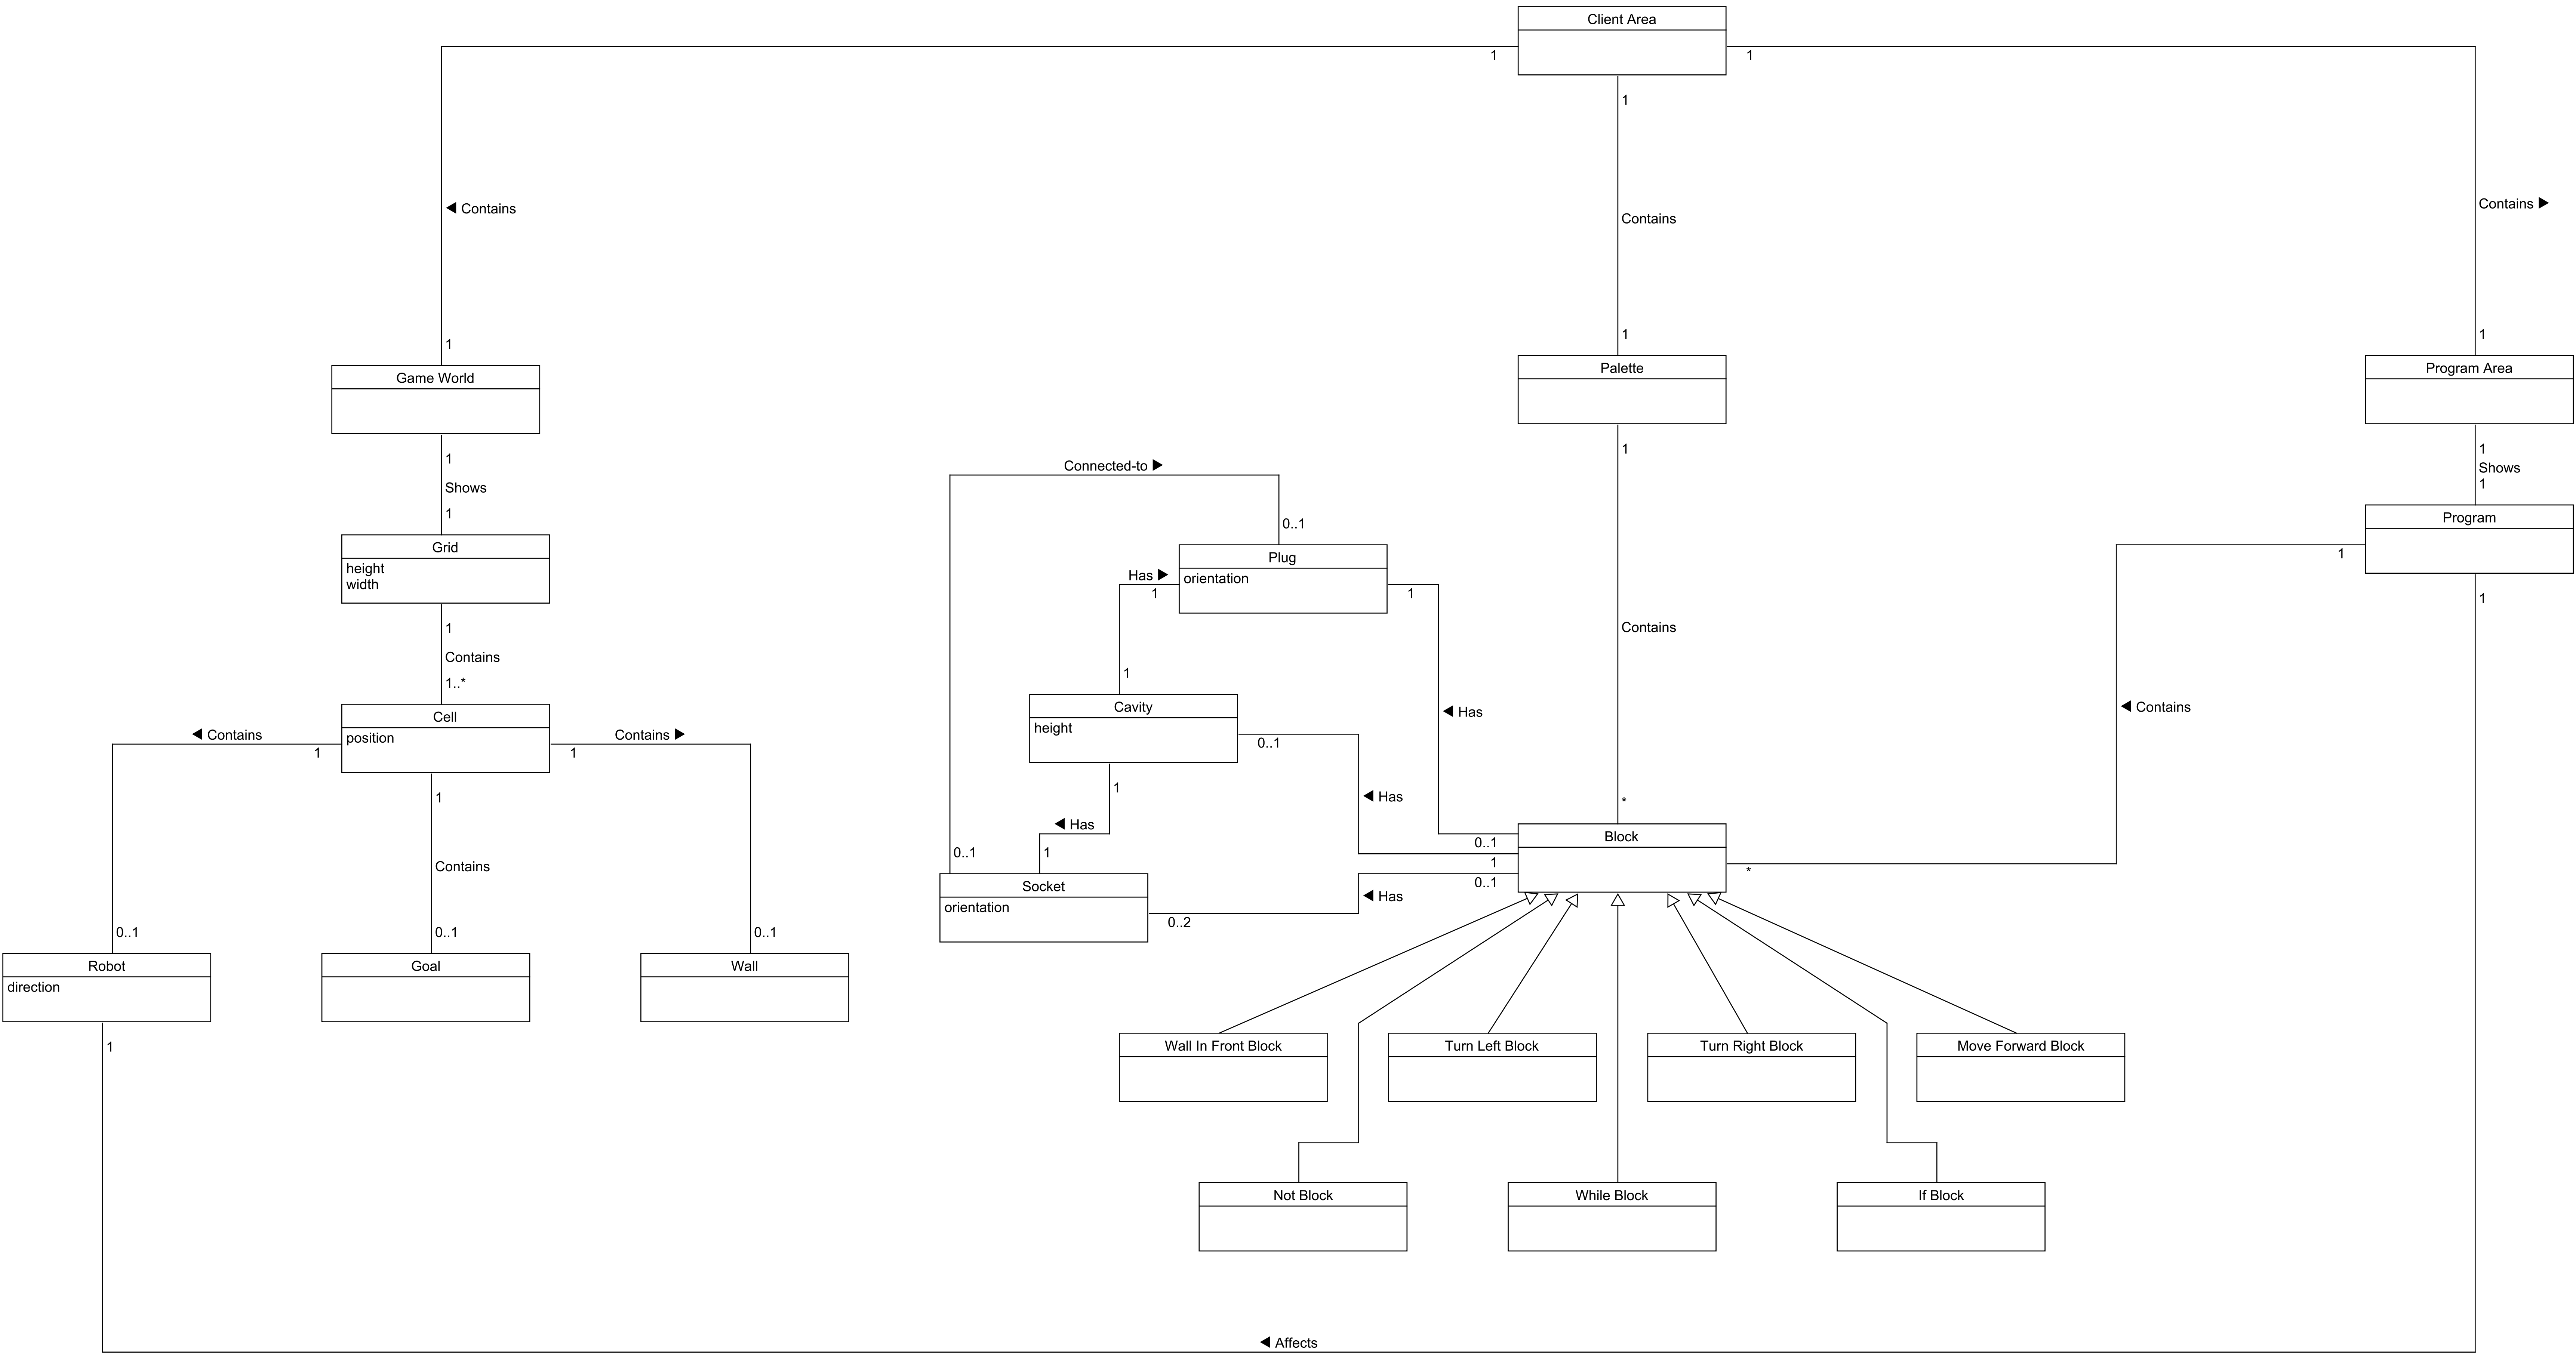 Client Area
1
1
1
◀ Contains
Contains
Contains ▶
1
1
1
Game World
Palette
Program Area
1
Shows
1
1
1
Shows
1
Connected-to ▶
0..1
Grid
height
width
Plug
orientation
Program
Has ▶
1
1
1
1
1
Contains
1..*
Contains
1
Cell
position
Cavity
height
◀ Has
◀ Contains
◀ Contains
1
Contains ▶
1
0..1
1
1
◀ Has
◀ Has
*
0..1
1
Block
0..1
1
0..1
*
Contains
Socket
orientation
◀ Has
0..2
0..1
0..1
0..1
Robot
direction
Goal
Wall
1
Wall In Front Block
Turn Left Block
Turn Right Block
Move Forward Block
Not Block
While Block
If Block
◀ Affects